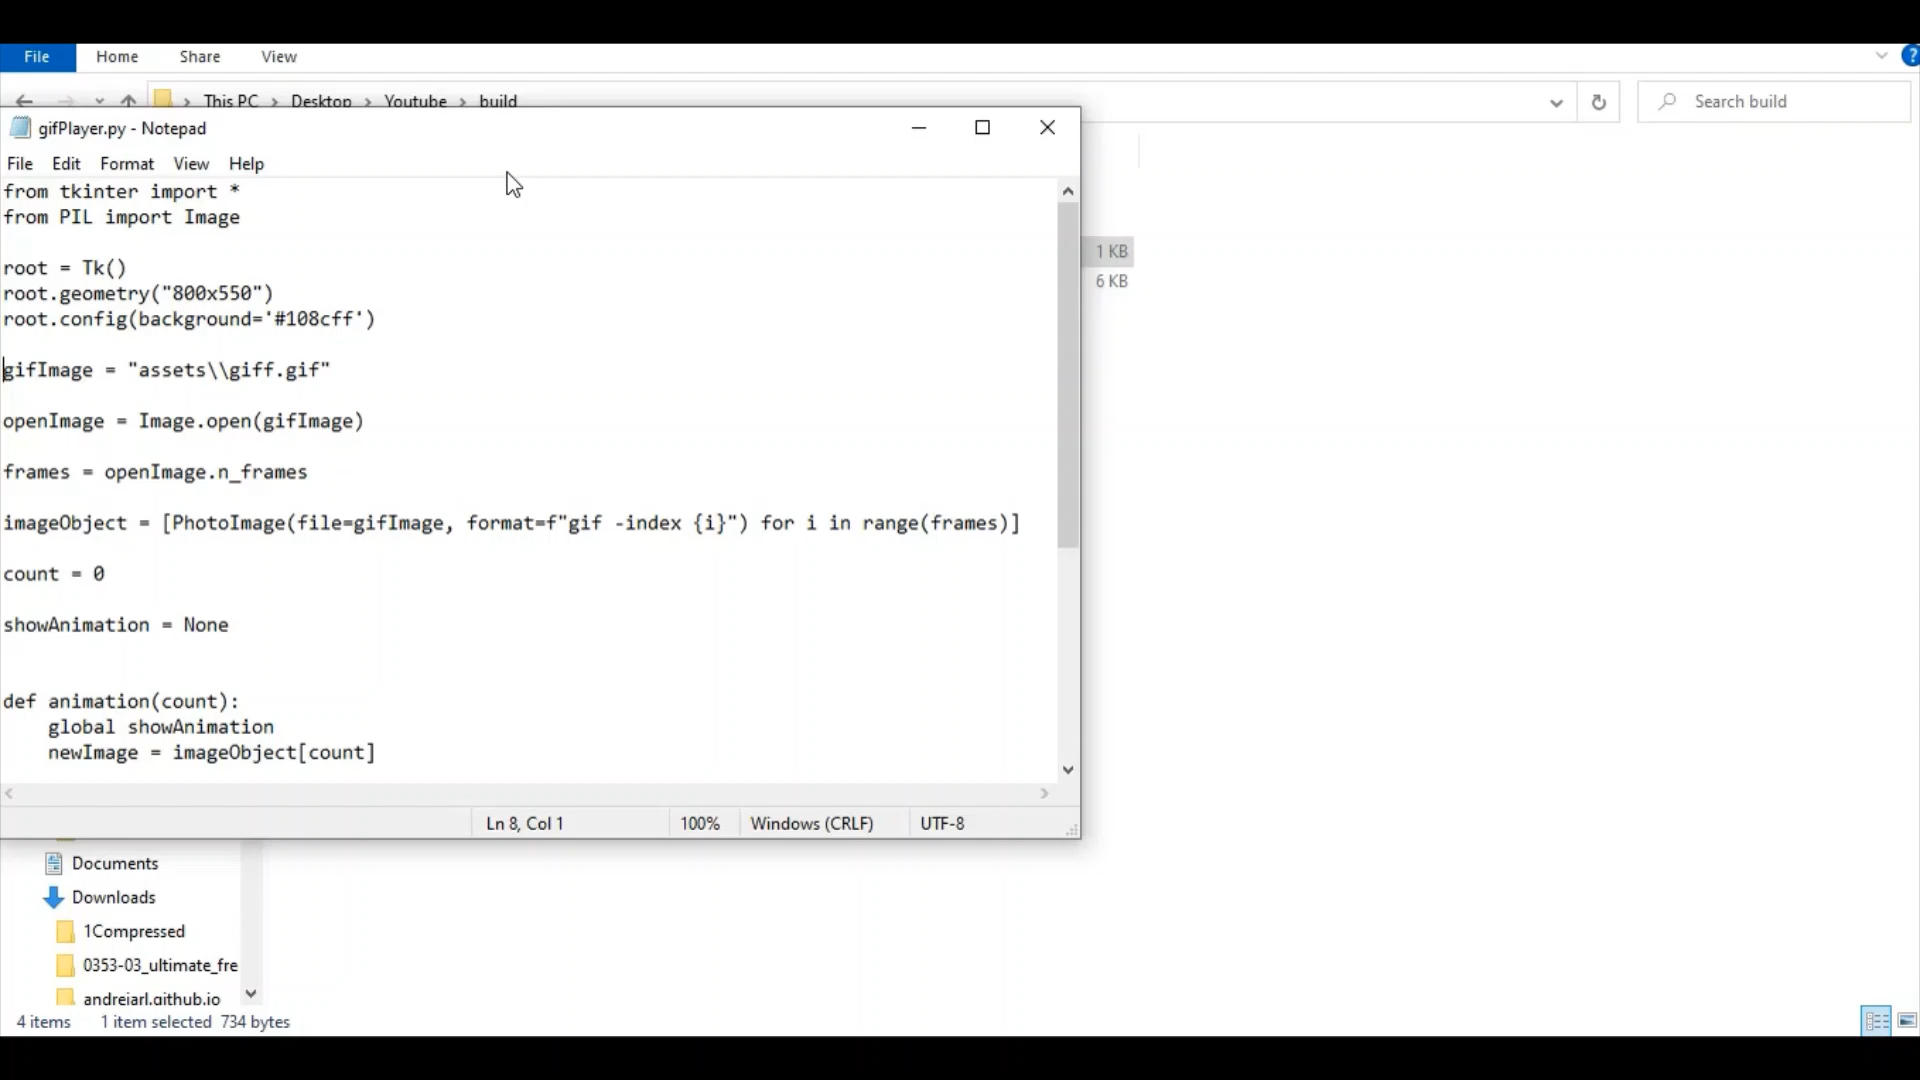 File Home Share View
?
This PC > Desktop > Youtube > build
Search build
gifPlayer.py - Notepad
File Edit Format View Help
from tkinter import *
from PIL import Image
root = Tk()
root.geometry("800x550")
root.config(background='#108cff')
gifImage = "assets\\giff.gif"
openImage = Image.open(gifImage)
frames = openImage.n_frames
imageObject = [PhotoImage(file=gifImage, format=f"gif -index {i}") for i in range(frames)]
count = 0
showAnimation = None
def animation(count):
    global showAnimation
    newImage = imageObject[count]
1 KB
6 KB
Ln 8, Col 1 100% Windows (CRLF) UTF-8
Documents
Downloads
1Compressed
0353-03_ultimate_fre
andreiarl.github.io
4 items 1 item selected 734 bytes